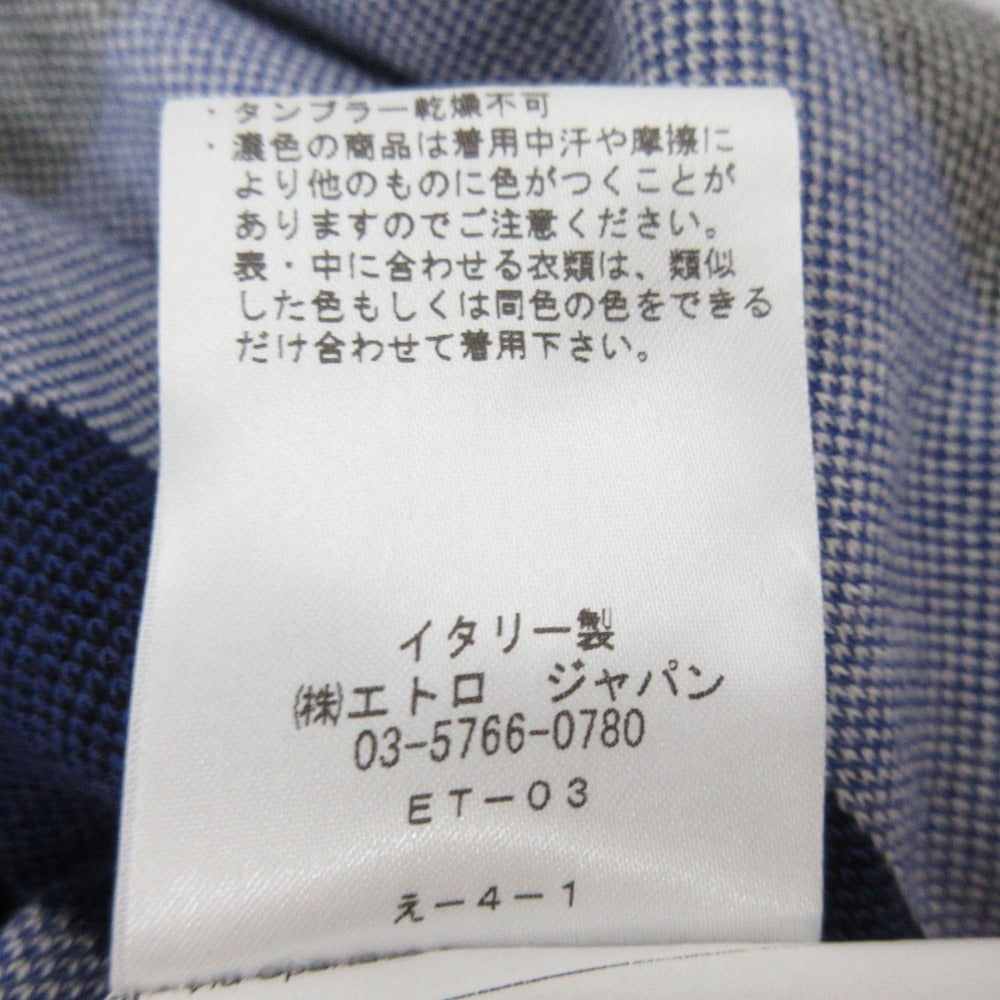 ・タンブラー乾燥不可
・濃色の商品は着用中汗や摩擦に
より他のものに色がつくことが
ありますのでご注意ください。
表・中に合わせる衣類は、類似
した色もしくは同色の色をできる
だけ合わせて着用下さい。
イタリー製
㈱エトロ　ジャパン
03-5766-0780
ET-03
え-4-1